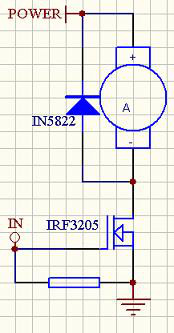 POWER
+
A
IN5822
-
IN
IRF3205